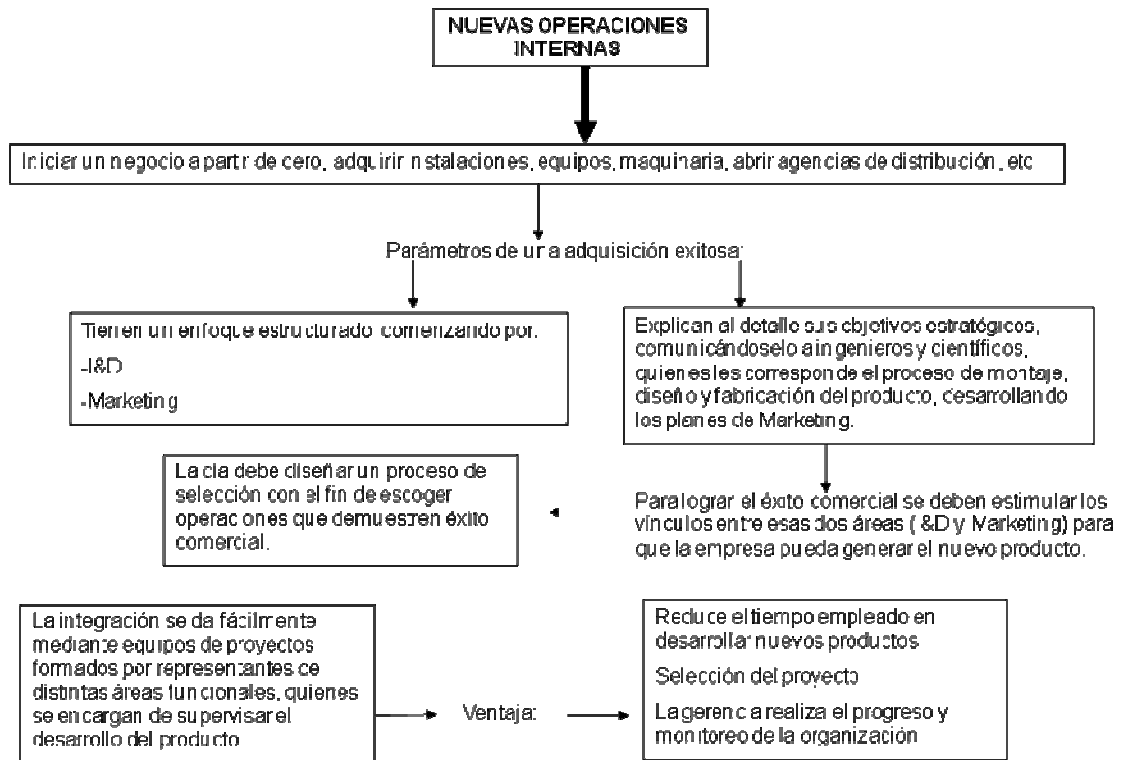 NUEVAS OPERACIONES
INTERNAS
Iniciar un negocio a partir de cero, adquirir instalaciones, equipos, maquinaria, abrir agencias de distribución, etc
Parámetros de una adquisición exitosa:
Tienen un enfoque estructurado comenzando por:
-I&D
-Marketing
Explican al detalle sus objetivos estratégicos,
comunicándoselo a ingenieros y científicos,
quienes les corresponde el proceso de montaje,
diseño y fabricación del producto, desarrollando
los planes de Marketing.
La cia debe diseñar un proceso de
selección con el fin de escoger
operaciones que demuestren éxito
comercial.
Para lograr el éxito comercial se deben estimular los
vínculos entre esas dos áreas (I&D y Marketing) para
que la empresa pueda generar el nuevo producto.
La integración se da fácilmente
mediante equipos de proyectos
formados por representantes de
distintas áreas funcionales, quienes
se encargan de supervisar el
desarrollo del producto
Ventaja:
Reduce el tiempo empleado en
desarrollar nuevos productos
Selección del proyecto
La gerencia realiza el progreso y
monitoreo de la organización